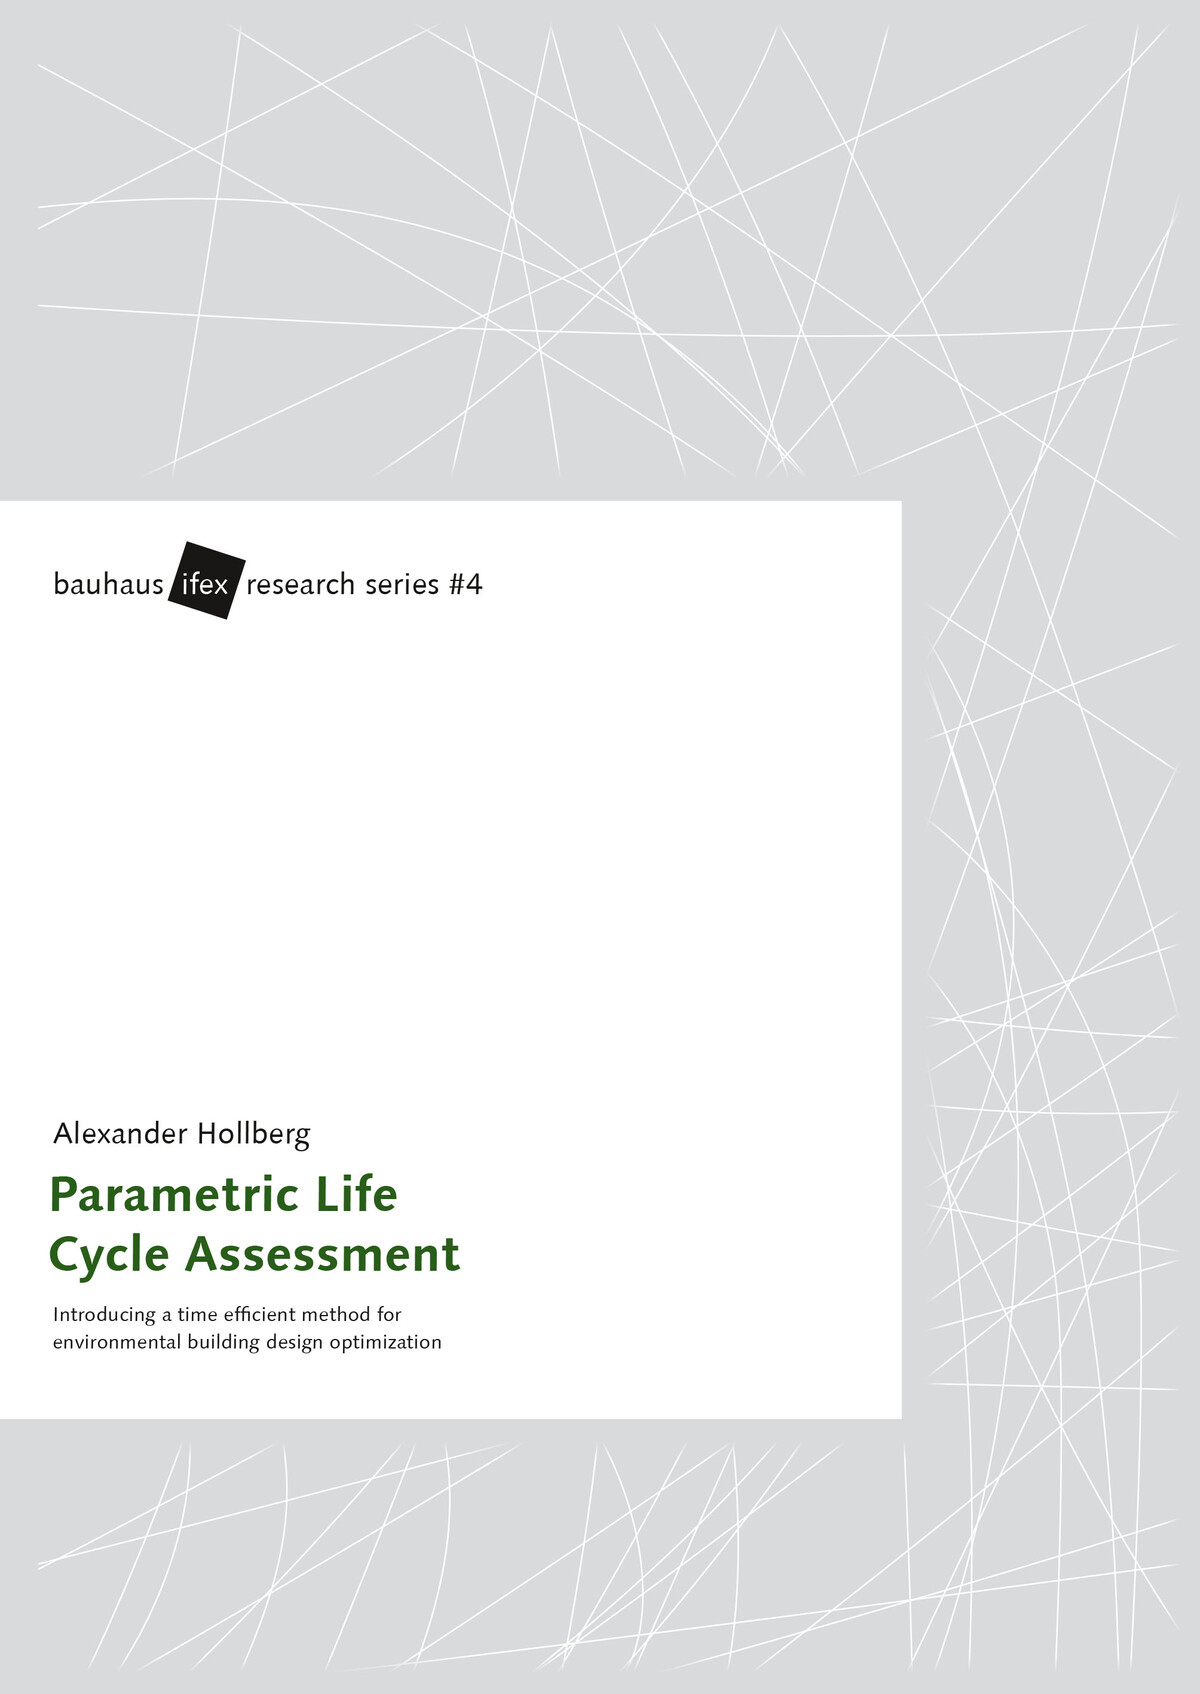 bauhaus ifex research series #4
Alexander Hollberg
Parametric Life
Cycle Assessment
Introducing a time efficient method for
environmental building design optimization